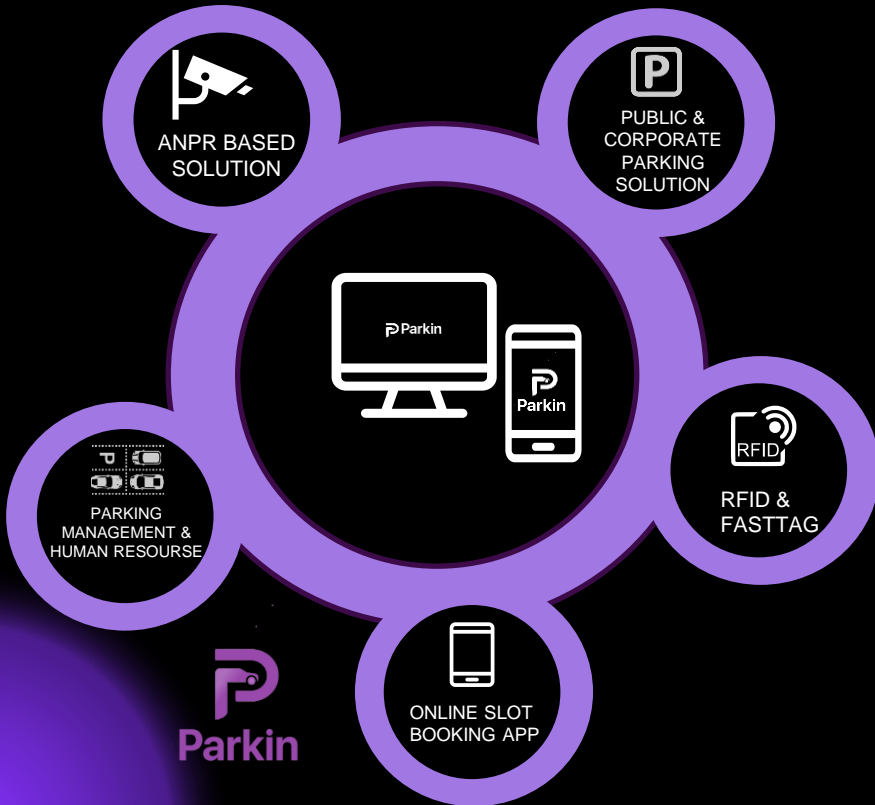 ANPR BASED
SOLUTION
P
PUBLIC &
CORPORATE
PARKING
SOLUTION
Parkin
Parkin
RFID
RFID &
FASTTAG
P
PARKING
MANAGEMENT &
HUMAN RESOURSE
ONLINE SLOT
BOOKING APP
Parkin